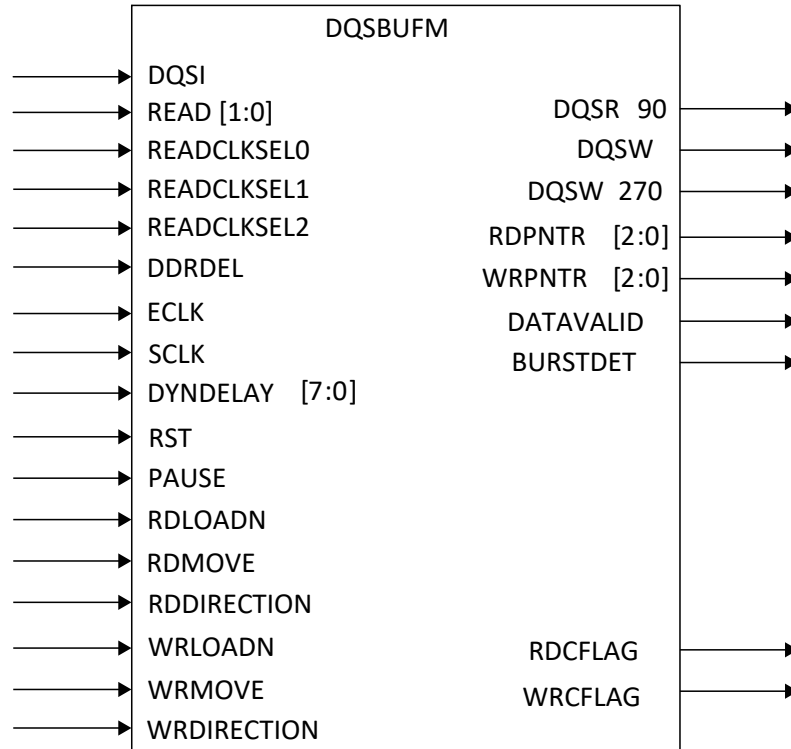 DQSBUFM
DQSI
READ [1:0]
READCLKSEL0
READCLKSEL1
READCLKSEL2
DDRDEL
ECLK
SCLK
DYNDELAY [7:0]
RST
PAUSE
RDLOADN
RDMOVE
RDDIRECTION
WRLOADN
WRMOVE
WRDIRECTION
DQSR 90
DQSW
DQSW 270
RDPNTR [2:0]
WRPNTR [2:0]
DATAVALID
BURSTDET
RDCFLAG
WRCFLAG